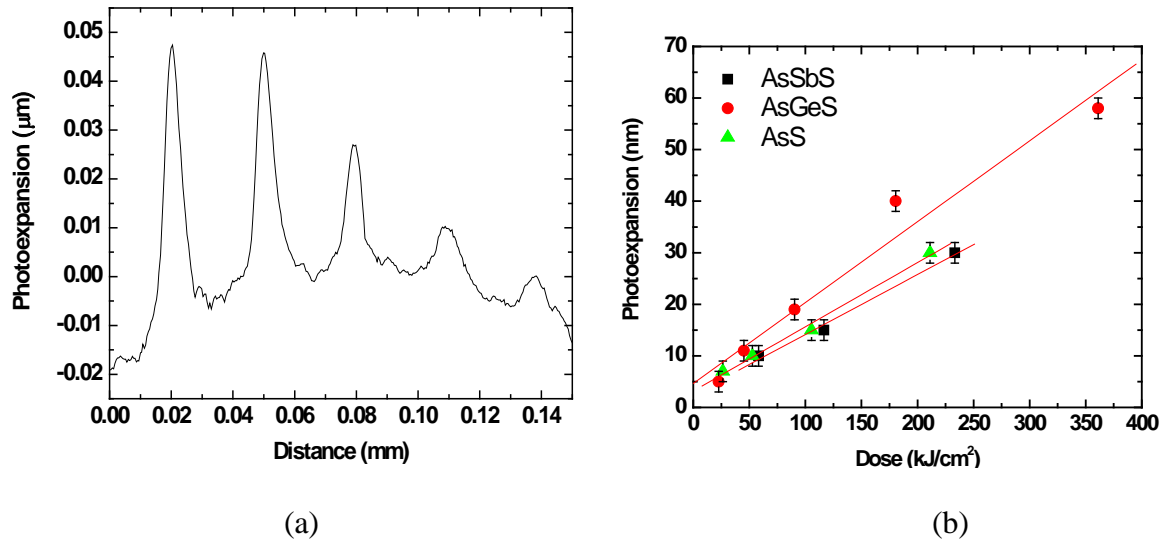 0.05
0.04
0.03
0.02
0.01
0.00
-0.01
-0.02
Photoexpansion (μm)
0.00 0.02 0.04 0.06 0.08 0.10 0.12 0.14
Distance (mm)
(a)
70
60
50
40
30
20
10
0
Photoexpansion (nm)
AsSbS
AsGeS
AsS
0 50 100 150 200 250 300 350 400
Dose (kJ/cm²)
(b)